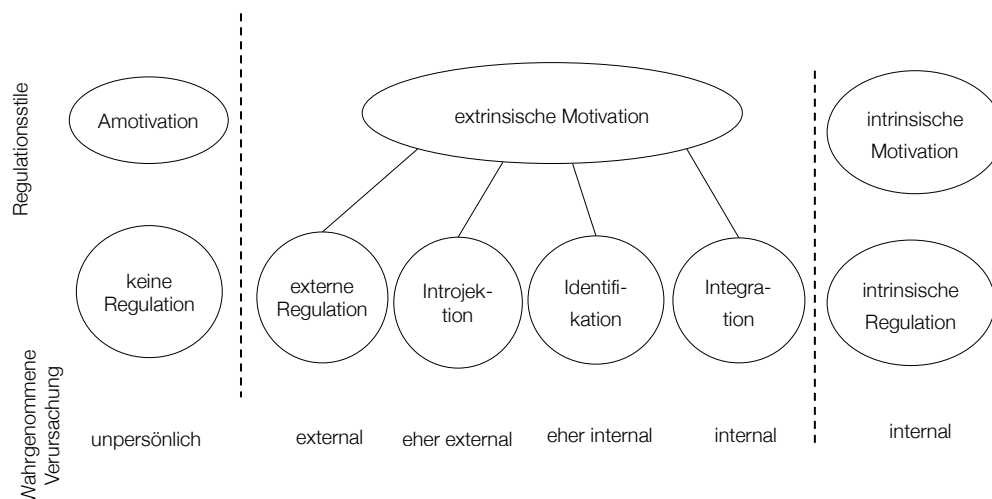 Regulationsstile
Amotivation
extrinsische Motivation
intrinsische
Motivation
keine
Regulation
externe
Regulation
Introjek-
tion
Identifi-
kation
Integra-
tion
intrinsische
Regulation
Wahrgenommene
Verursachung
unpersönlich
external
eher external
eher internal
internal
internal